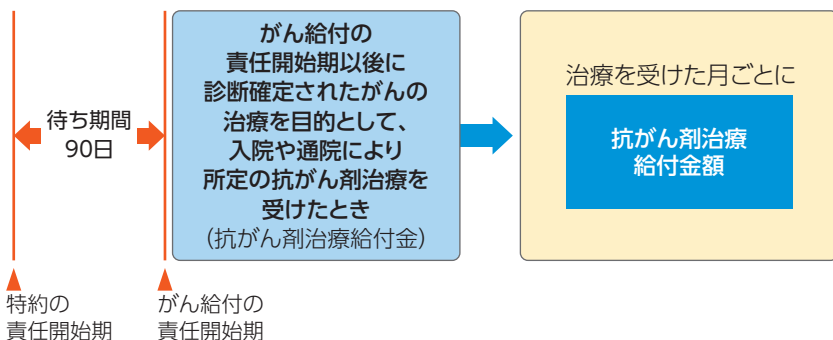 待ち期間
90日
がん給付の
責任開始期以後に
診断確定されたがんの
治療を目的として、
入院や通院により
所定の抗がん剤治療を
受けたとき
（抗がん剤治療給付金）
治療を受けた月ごとに
抗がん剤治療
給付金額
特約の
責任開始期
がん給付の
責任開始期